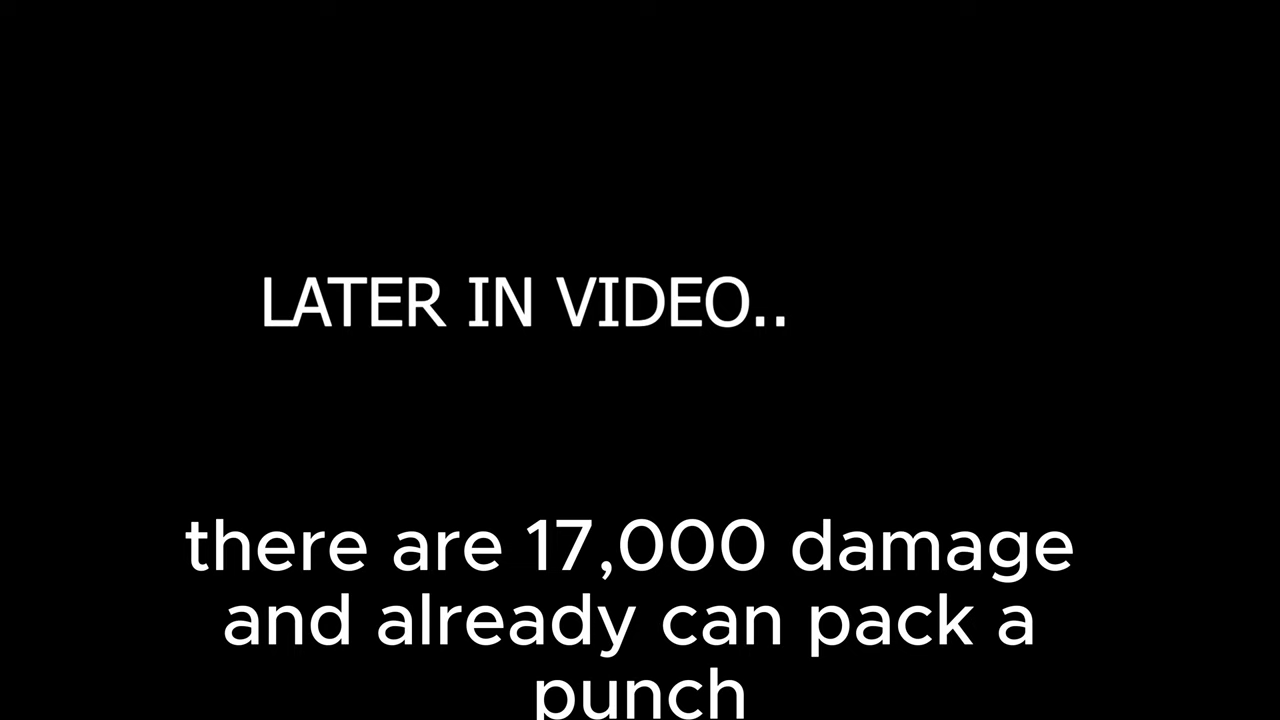 LATER IN VIDEO..
there are 17,000 damage
and already can pack a
punch